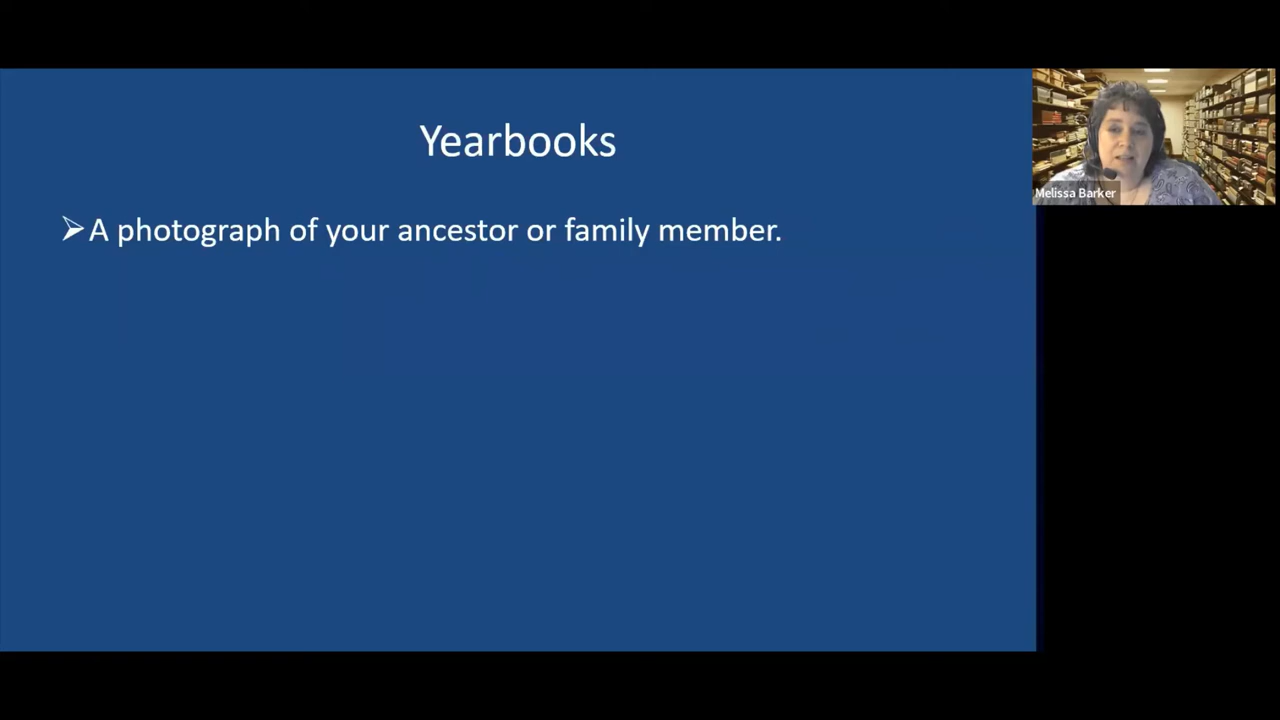 Yearbooks
➢A photograph of your ancestor or family member.
Melissa Barker